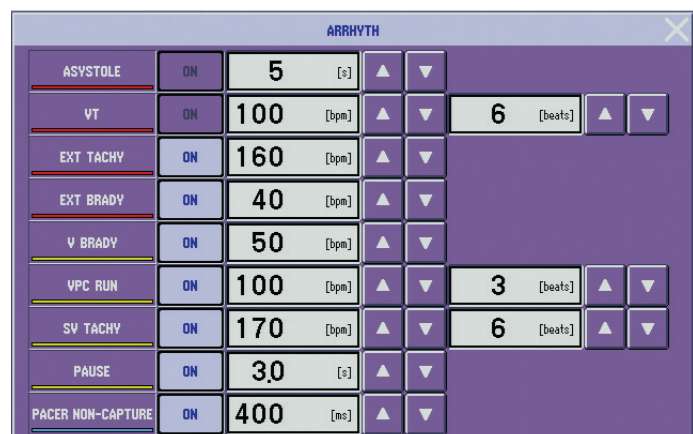 ARRHYTH
ASYSTOLE ON 5 [s]
VT ON 100 [bpm] 6 [beats]
EXT TACHY ON 160 [bpm]
EXT BRADY ON 40 [bpm]
V BRADY ON 50 [bpm]
VPC RUN ON 100 [bpm] 3 [beats]
SV TACHY ON 170 [bpm] 6 [beats]
PAUSE ON 3.0 [s]
PACER NON-CAPTURE ON 400 [ms]